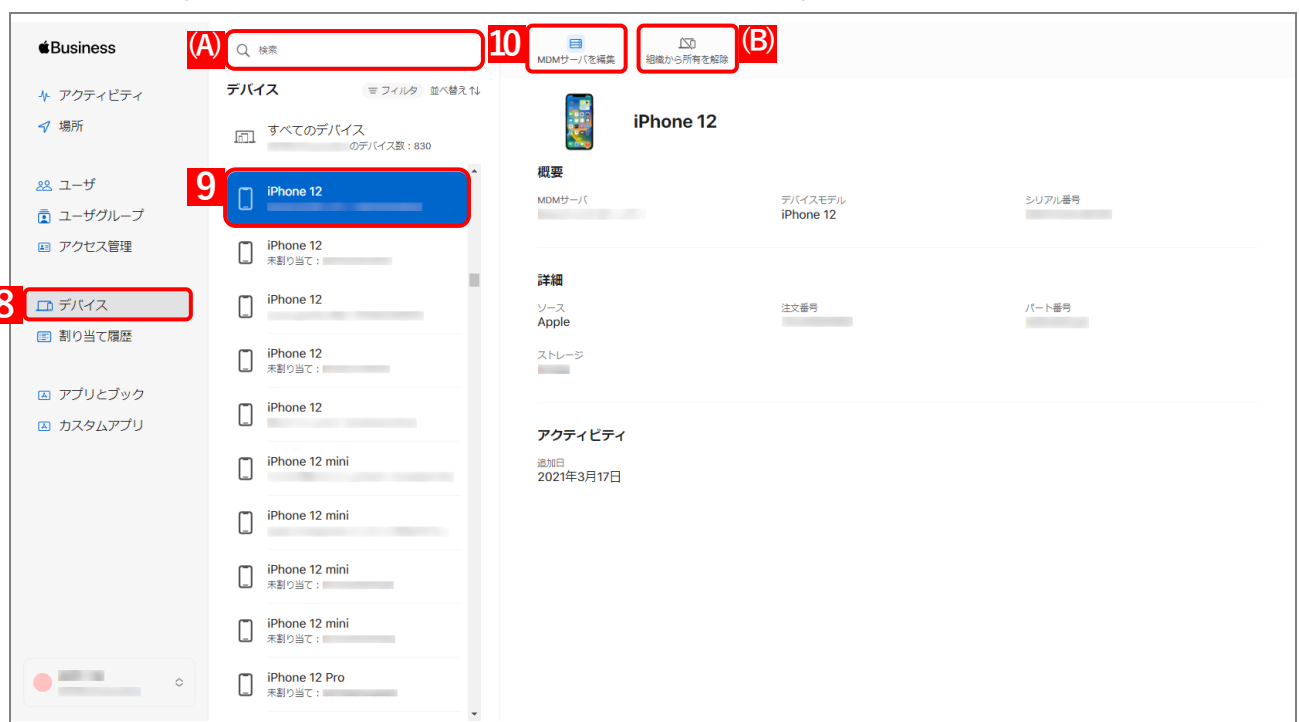 Business
アクティビティ
場所
ユーザ
ユーザグループ
アクセス管理
8
デバイス
割り当て履歴
アプリとブック
カスタムアプリ
(A)
検索
デバイス
フィルタ 並べ替え↑↓
すべてのデバイス
のデバイス数：830
9
iPhone 12
iPhone 12
未割り当て：
iPhone 12
iPhone 12
未割り当て：
iPhone 12
iPhone 12 mini
iPhone 12 mini
iPhone 12 mini
未割り当て：
iPhone 12 mini
未割り当て：
iPhone 12 Pro
未割り当て：
10
MDMサーバを編集
組織から所有を解除
(B)
iPhone 12
概要
MDMサーバ
デバイスモデル
iPhone 12
シリアル番号
詳細
ソース
Apple
注文番号
パート番号
ストレージ
アクティビティ
追加日
2021年3月17日